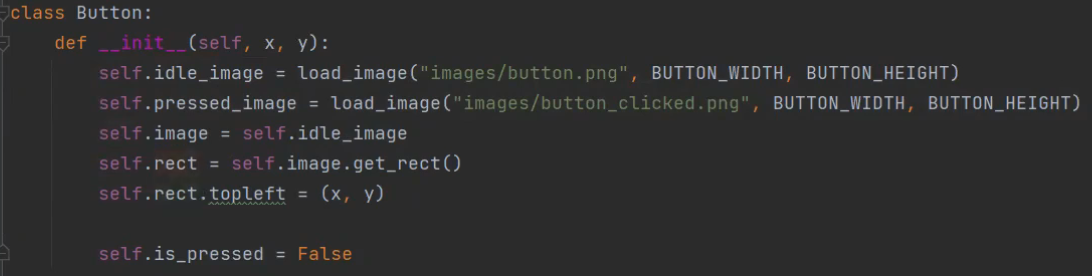 class Button:
    def __init__(self, x, y):
        self.idle_image = load_image("images/button.png", BUTTON_WIDTH, BUTTON_HEIGHT)
        self.pressed_image = load_image("images/button_clicked.png", BUTTON_WIDTH, BUTTON_HEIGHT)
        self.image = self.idle_image
        self.rect = self.image.get_rect()
        self.rect.topleft = (x, y)

        self.is_pressed = False